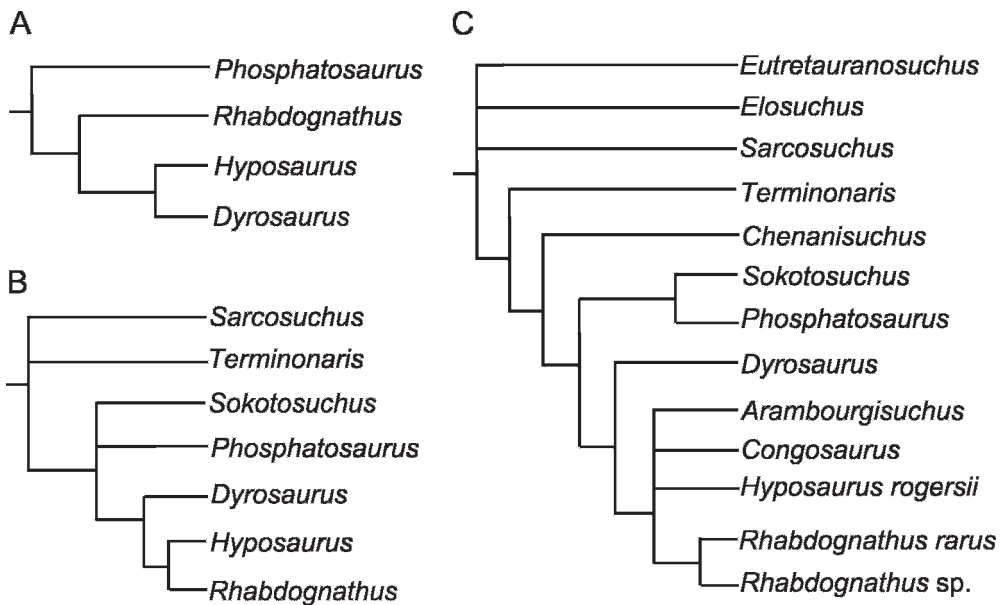 A
Phosphatosaurus
Rhabdognathus
Hyposaurus
Dyrosaurus
B
Sarcosuchus
Terminonaris
Sokotosuchus
Phosphatosaurus
Dyrosaurus
Hyposaurus
Rhabdognathus
C
Eutretauranosuchus
Elosuchus
Sarcosuchus
Terminonaris
Chenanisuchus
Sokotosuchus
Phosphatosaurus
Dyrosaurus
Arambourgisuchus
Congosaurus
Hyposaurus rogersii
Rhabdognathus rarus
Rhabdognathus sp.